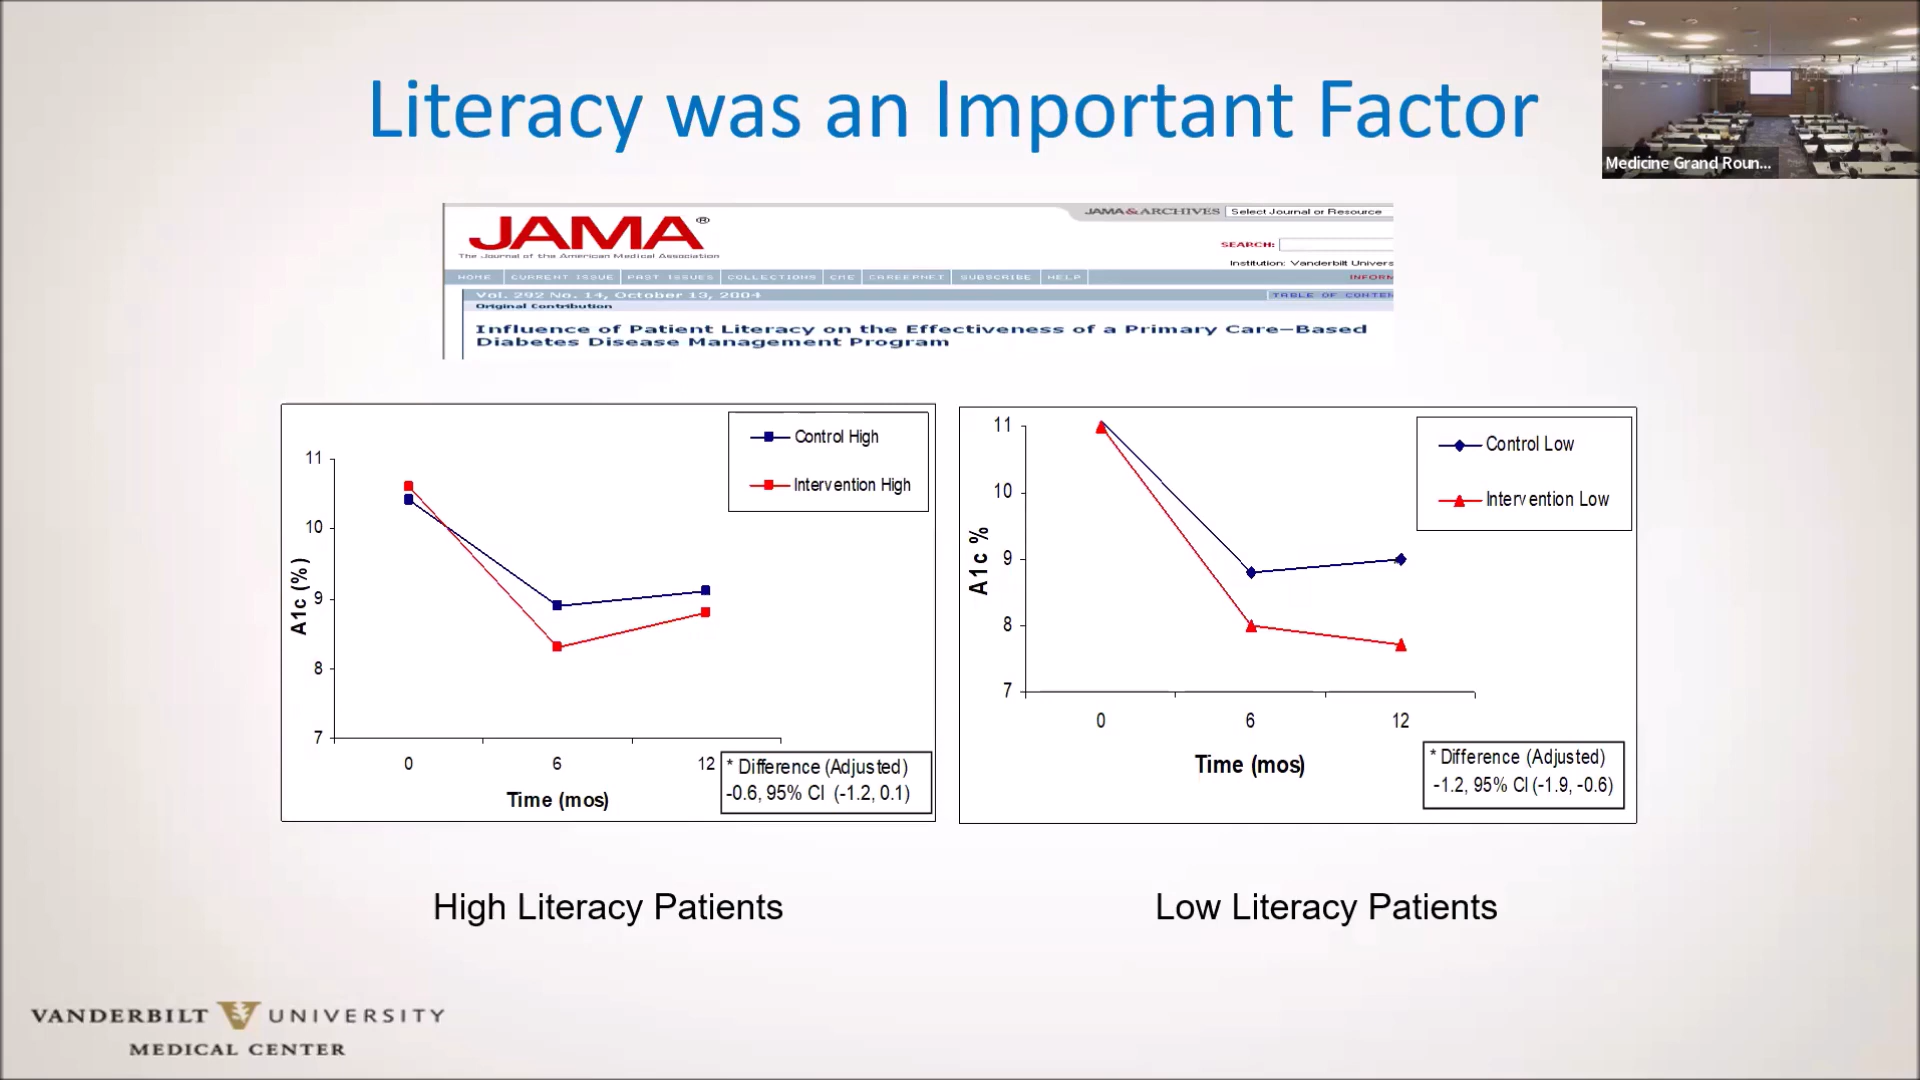 Literacy was an Important Factor
Medicine Grand Roun...
JAMA®
The Journal of the American Medical Association
JAMA&ARCHIVES Select Journal or Resource
SEARCH:
Institution: Vanderbilt Univers
HOME CURRENT ISSUE PAST ISSUES COLLECTIONS CME CAREERNET SUBSCRIBE HELP INFORM
Vol. 292 No. 14, October 13, 2004 TABLE OF CONTEN
Original Contribution
Influence of Patient Literacy on the Effectiveness of a Primary Care–Based
Diabetes Disease Management Program
Control High
Intervention High
11
10
9
8
7
A1c (%)
0 6 12
Time (mos)
* Difference (Adjusted)
-0.6, 95% CI (-1.2, 0.1)
Control Low
Intervention Low
11
10
9
8
7
A1c %
0 6 12
Time (mos)
* Difference (Adjusted)
-1.2, 95% CI (-1.9, -0.6)
High Literacy Patients
Low Literacy Patients
VANDERBILT UNIVERSITY
MEDICAL CENTER